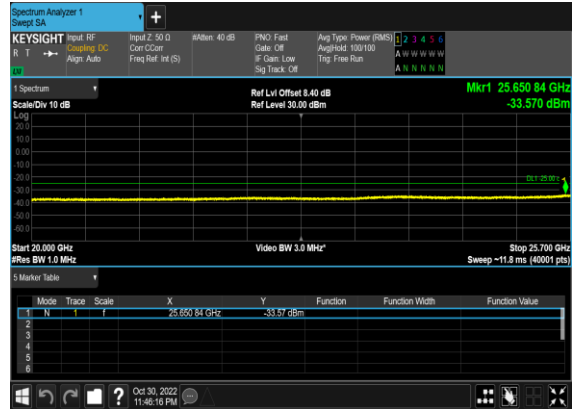 Spectrum Analyzer 1
Swept SA
+
KEYSIGHT Input: RF Input Z: 50 Ω #Atten: 40 dB PNO: Fast Avg Type: Power (RMS) 1 2 3 4 5 6
R T Coupling: DC Corr CCorr Gate: Off Avg|Hold: 100/100 A W W W W W
Align: Auto Freq Ref: Int (S) IF Gain: Low Trig: Free Run
Sig Track: Off A N N N N N
1 Spectrum Ref Lvl Offset 8.40 dB Mkr1 25.650 84 GHz
Scale/Div 10 dB Ref Level 30.00 dBm -33.570 dBm
Log
20.0
10.0
0.00
-10.0
-20.0
DL1 -25.00
-30.0
-40.0
-50.0
-60.0
Start 20.000 GHz Video BW 3.0 MHz* Stop 25.700 GHz
#Res BW 1.0 MHz Sweep ~11.8 ms (40001 pts)
5 Marker Table
Mode Trace Scale X Y Function Function Width Function Value
1 N 1 f 25.650 84 GHz -33.57 dBm
2
3
4
5
6
? Oct 30, 2022
11:46:16 PM